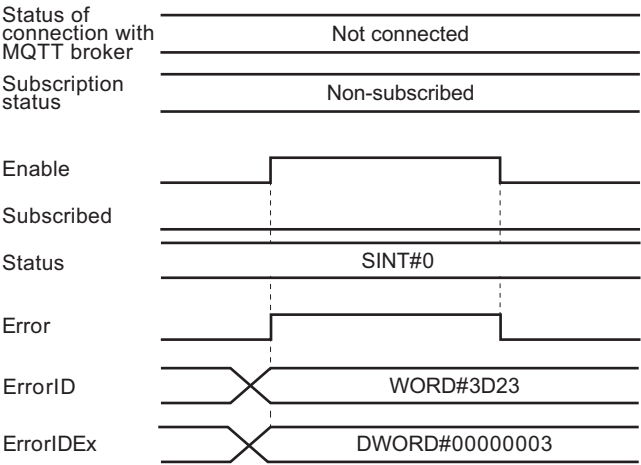 Status of
connection with
MQTT broker
Not connected
Subscription
status
Non-subscribed
Enable
Subscribed
Status
SINT#0
Error
ErrorID
WORD#3D23
ErrorIDEx
DWORD#00000003